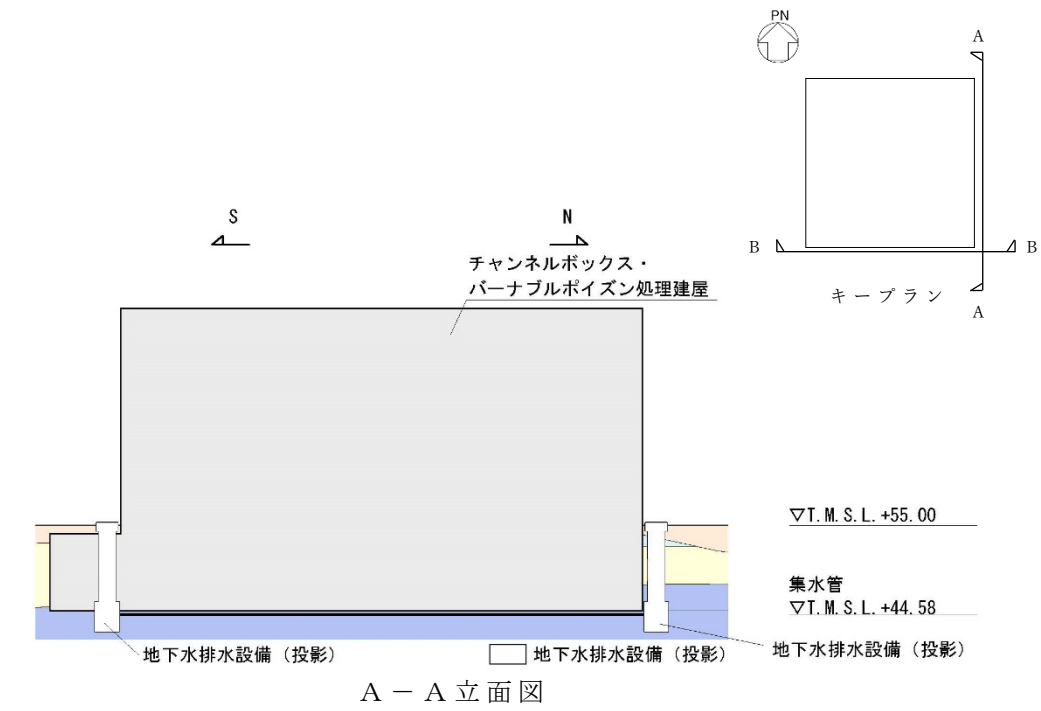 PN
A
B
B
キープラン
A
S
N
チャンネルボックス・
バーナブルポイズン処理建屋
▽T.M.S.L.+55.00
集水管
▽T.M.S.L.+44.58
地下水排水設備（投影）
地下水排水設備（投影）
地下水排水設備（投影）
A－A立面図